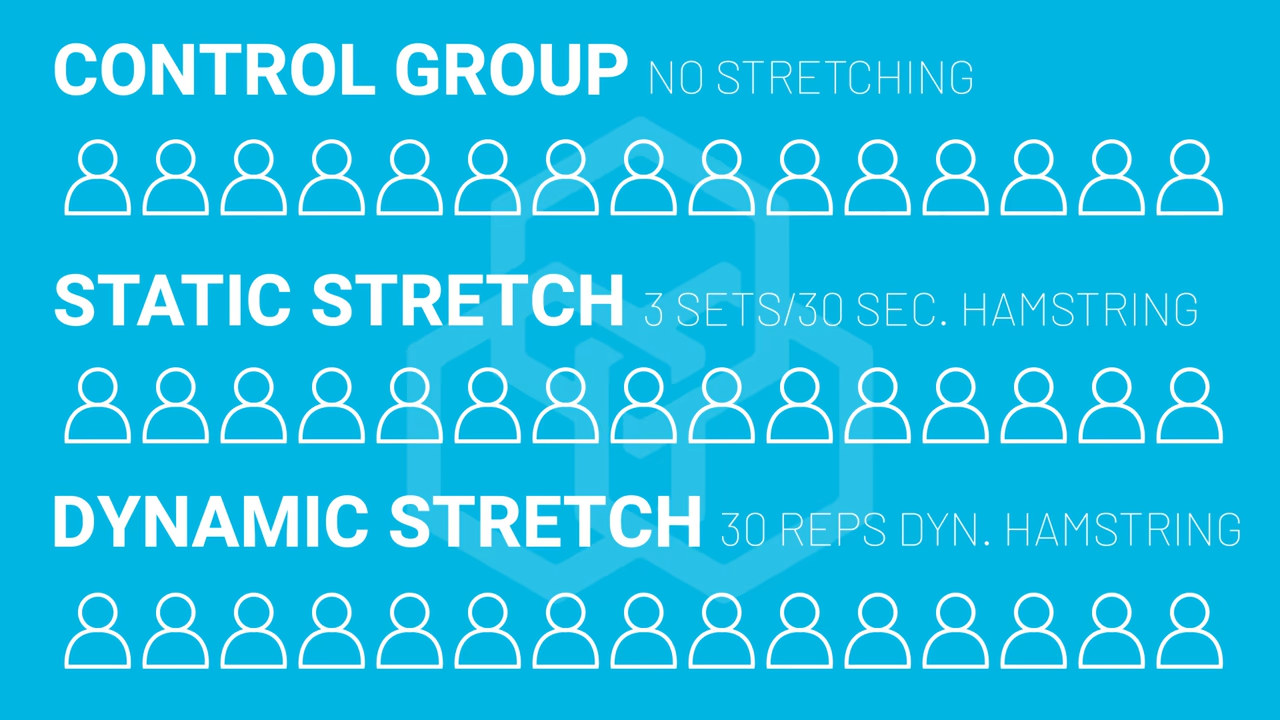 CONTROL GROUP NO STRETCHING
STATIC STRETCH 3 SETS/30 SEC. HAMSTRING
DYNAMIC STRETCH 30 REPS DYN. HAMSTRING